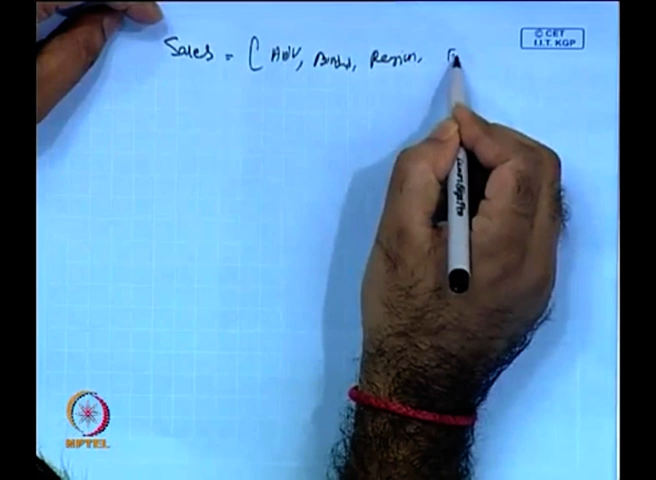 Sales = ( Adv, Brand, Region,
© CET
I.I.T. KGP
NPTEL